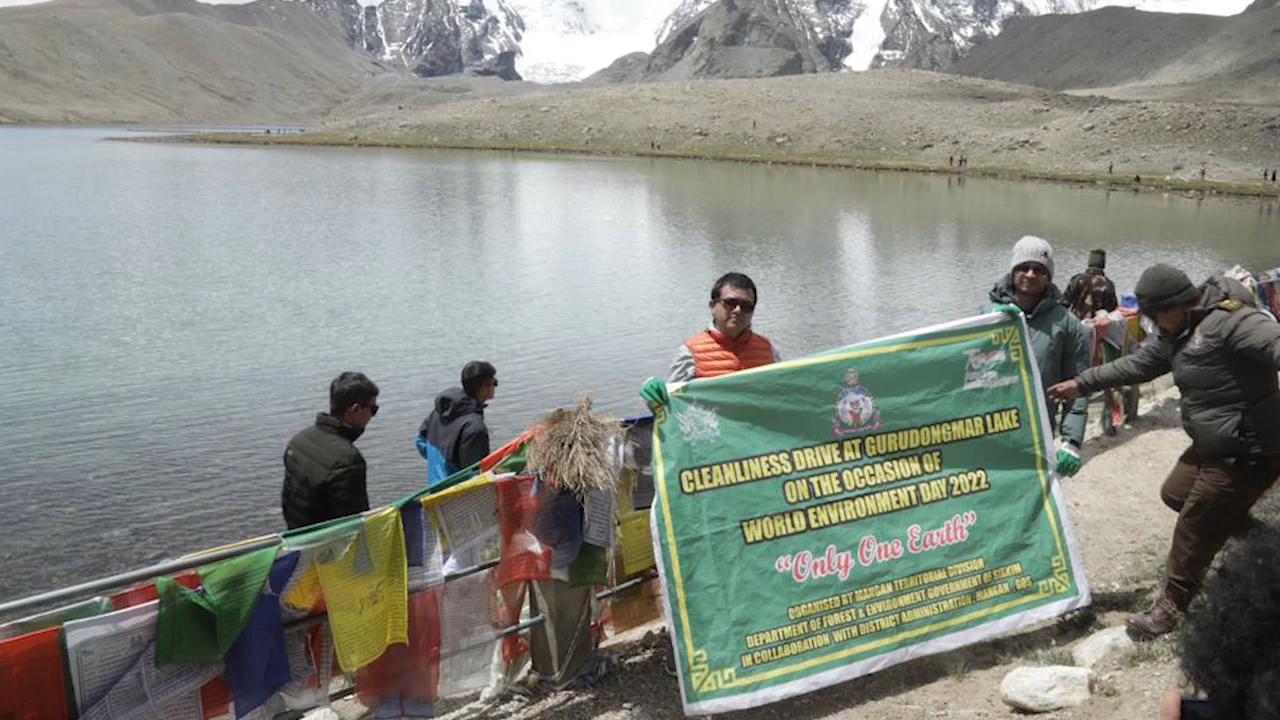 CLEANLINESS DRIVE AT GURUDONGMAR LAKE
ON THE OCCASION OF
WORLD ENVIRONMENT DAY 2022
"Only One Earth"
ORGANISED BY MANGAN TERRITORIAL DIVISION
DEPARTMENT OF FOREST & ENVIRONMENT GOVERNMENT OF SIKKIM
IN COLLABORATION WITH DISTRICT ADMINISTRATION, MANGAN - GOS